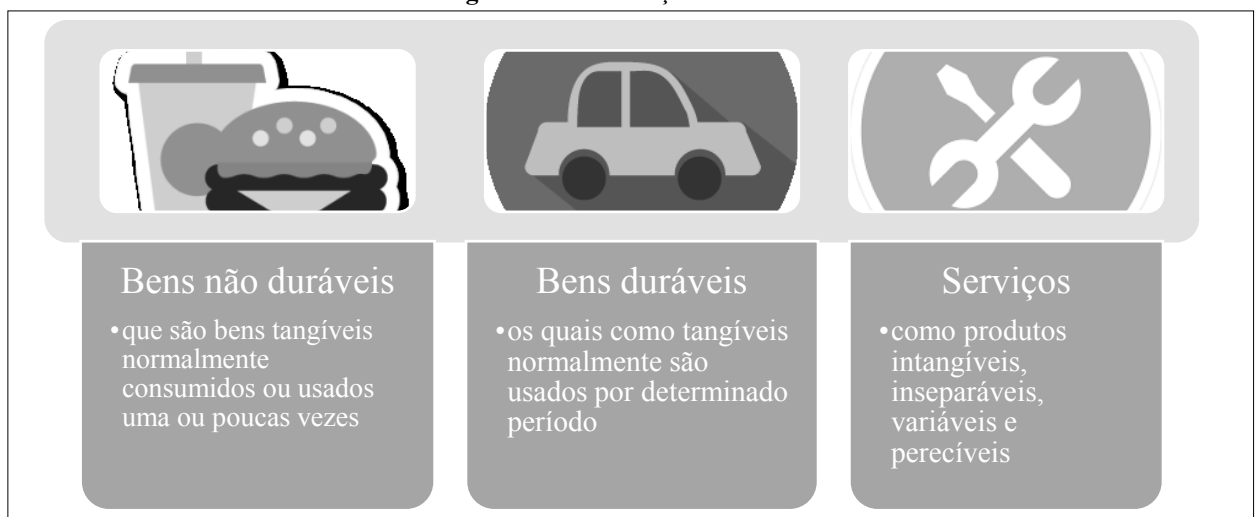 Bens não duráveis
•que são bens tangíveis
normalmente
consumidos ou usados
uma ou poucas vezes
Bens duráveis
•os quais como tangíveis
normalmente são
usados por determinado
período
Serviços
•como produtos
intangíveis,
inseparáveis,
variáveis e
perecíveis